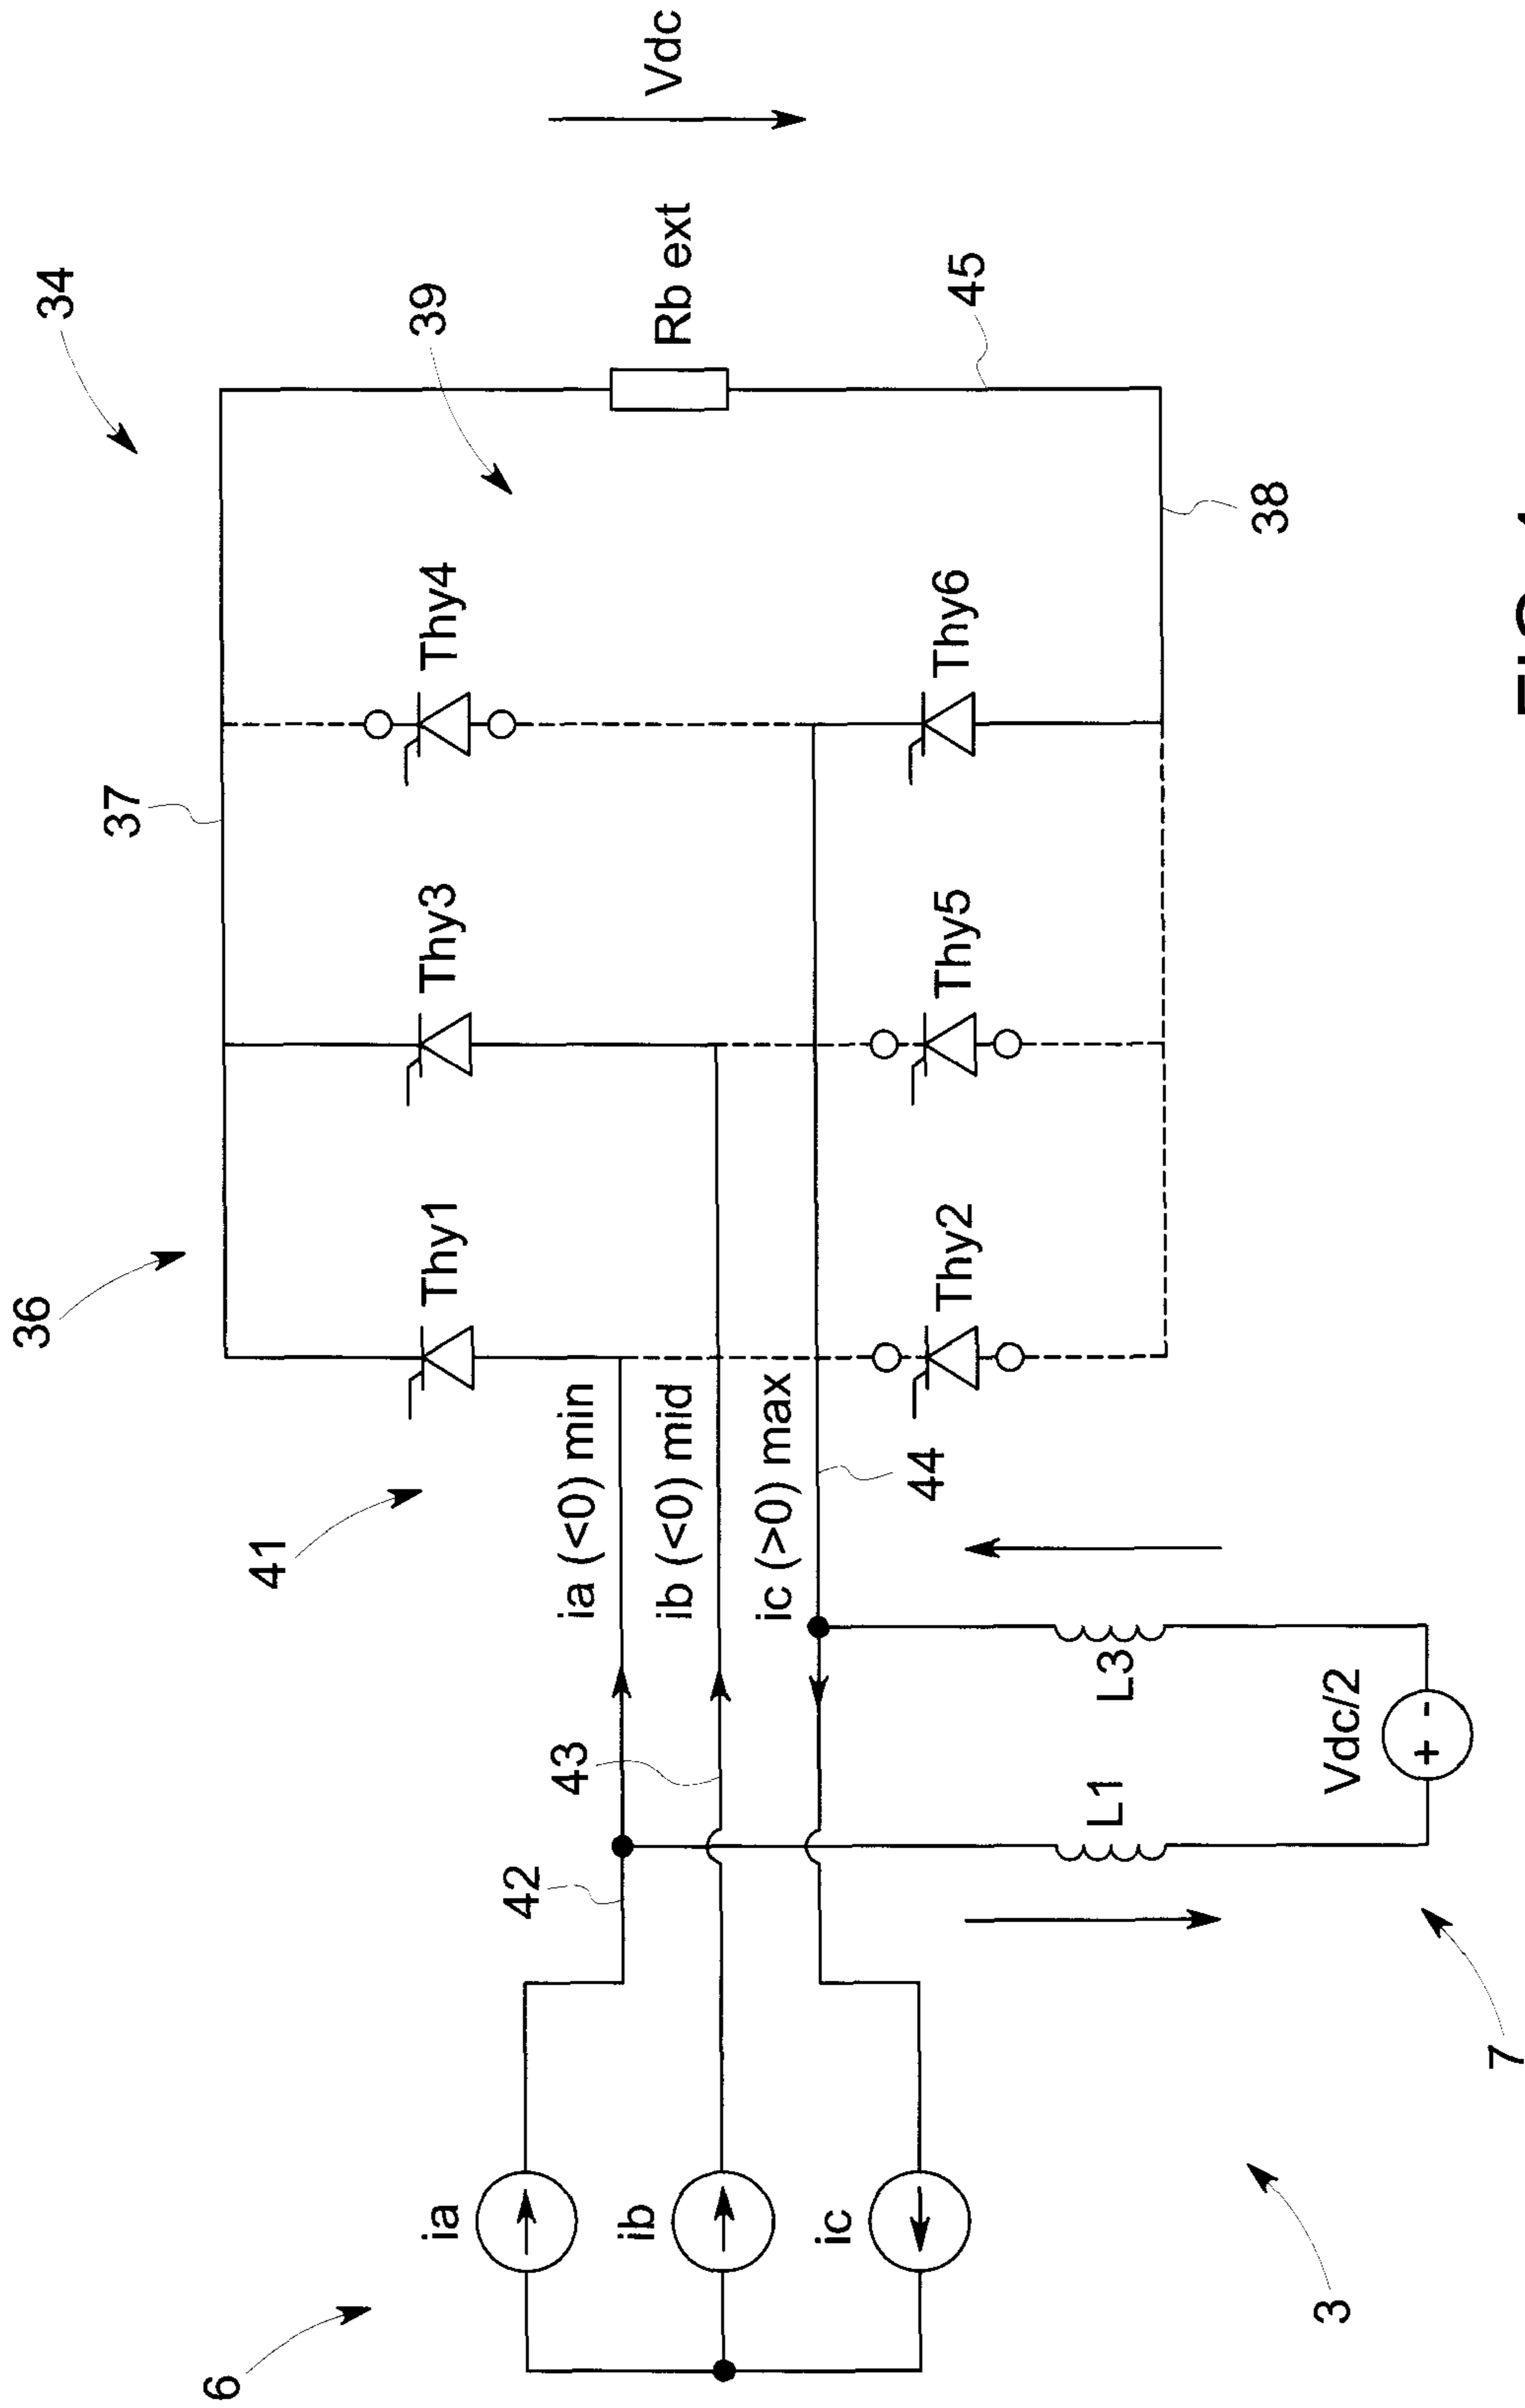 36
34
37
6
41
ia
Thy1
Thy3
Thy4
39
42
43
ia (<0) min
ib
ib (<0) mid
Rb ext
Vdc
ic
ic (>0) max
44
Thy2
Thy5
Thy6
45
L1
L3
38
Vdc/2
+ -
3
7